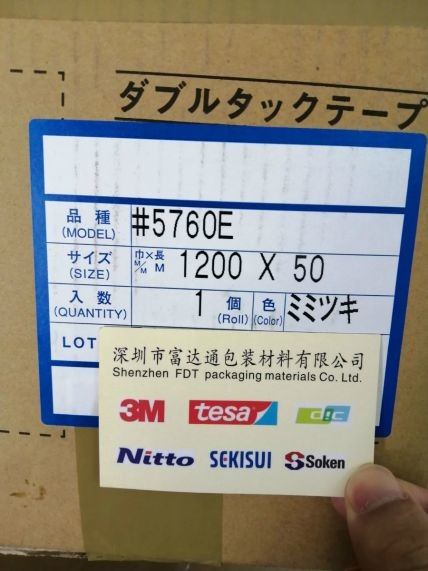 ダブルタックテープ
品種 (MODEL) #5760E
サイズ (SIZE) 巾×長 M/M M 1200 X 50
入数 (QUANTITY) 1 個 (Roll) 色 (Color) ミミツキ
LOT
深圳市富达通包装材料有限公司
Shenzhen FDT packaging materials Co. Ltd.
3M tesa dic
Nitto SEKISUI Soken